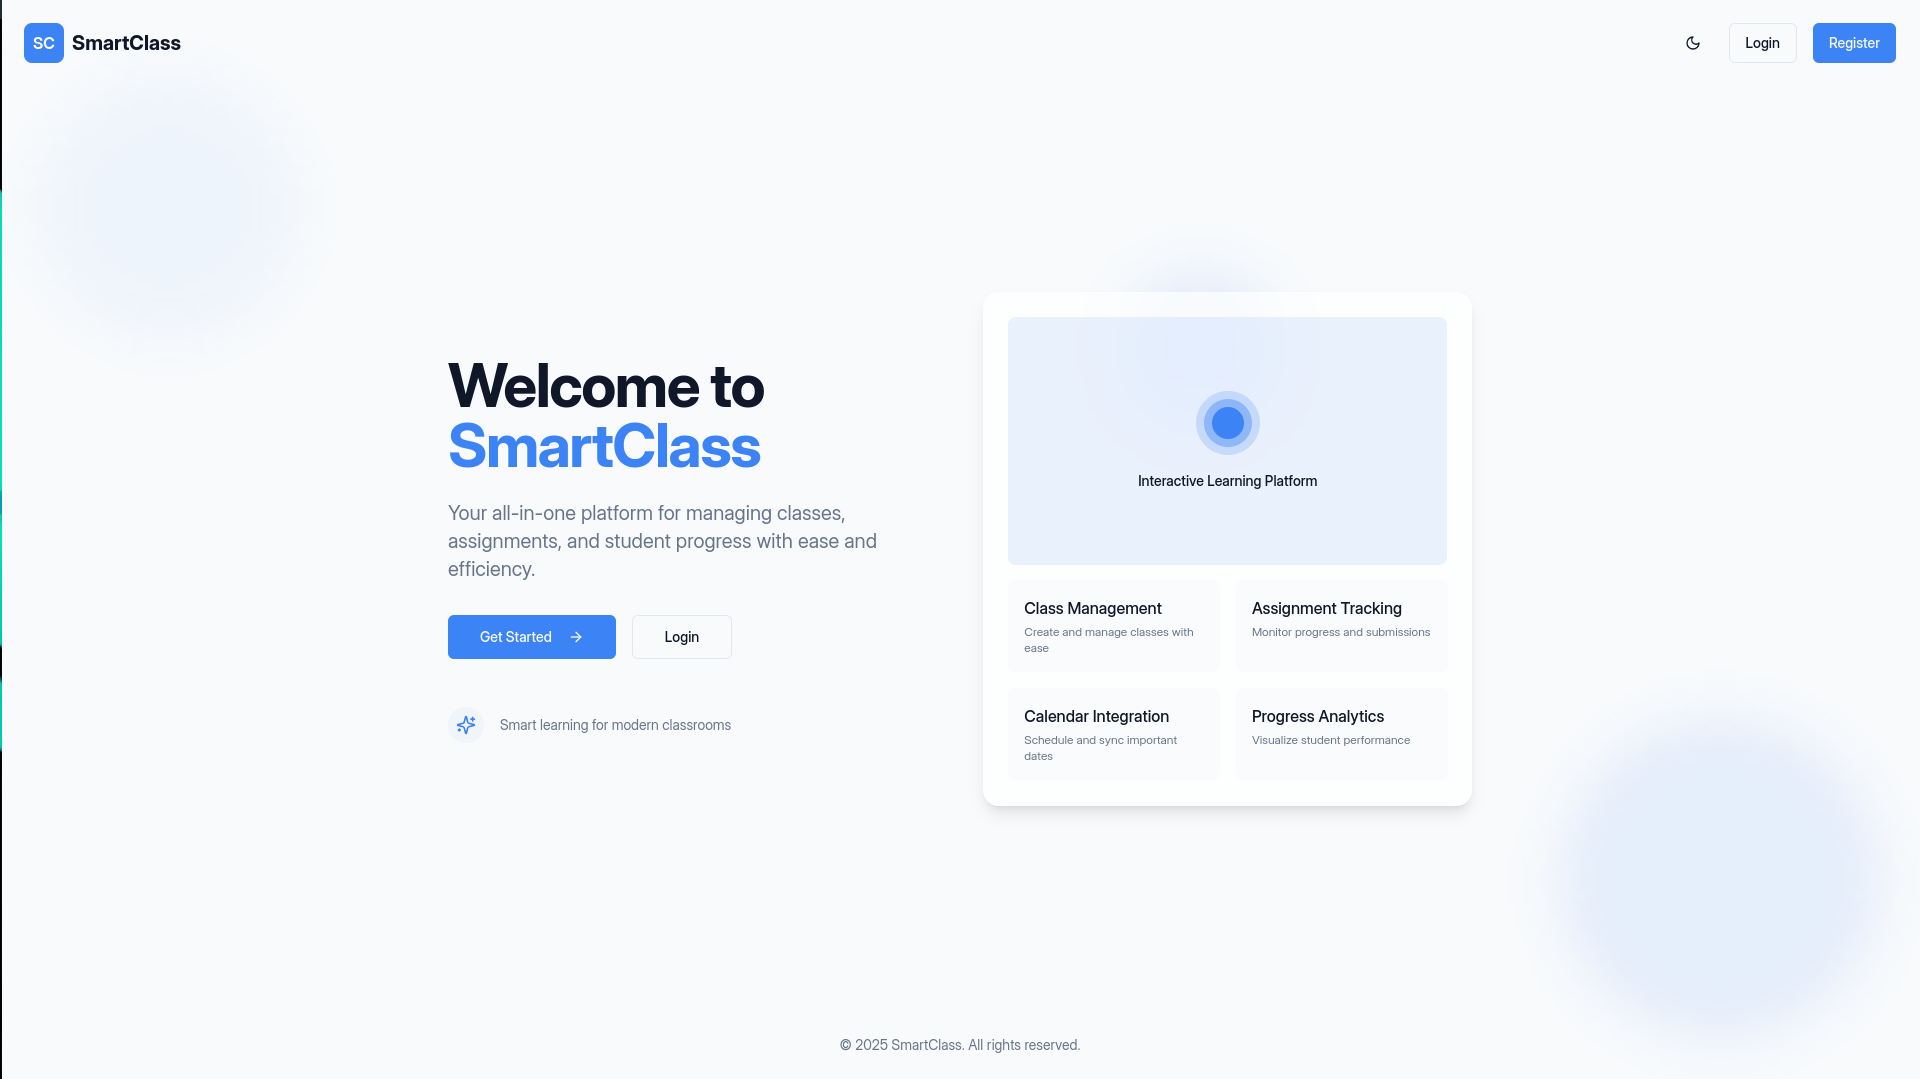 SC SmartClass
Login
Register
Welcome to
SmartClass
Your all-in-one platform for managing classes,
assignments, and student progress with ease and
efficiency.
Get Started
Login
Smart learning for modern classrooms
Interactive Learning Platform
Class Management
Create and manage classes with
ease
Assignment Tracking
Monitor progress and submissions
Calendar Integration
Schedule and sync important
dates
Progress Analytics
Visualize student performance
© 2025 SmartClass. All rights reserved.